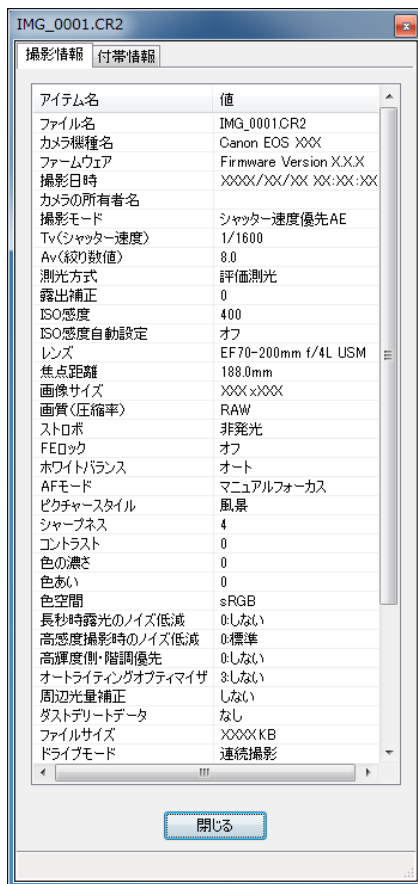 IMG_0001.CR2
撮影情報 付帯情報
アイテム名 値
ファイル名 IMG_0001.CR2
カメラ機種名 Canon EOS XXX
ファームウェア Firmware Version X.X.X
撮影日時 XXXX/XX/XX XX:XX:XX
カメラの所有者名
撮影モード シャッター速度優先AE
Tv(シャッター速度) 1/1600
Av(絞り数値) 8.0
測光方式 評価測光
露出補正 0
ISO感度 400
ISO感度自動設定 オフ
レンズ EF70-200mm f/4L USM
焦点距離 188.0mm
画像サイズ XXX xXXX
画質(圧縮率) RAW
ストロボ 非発光
FEロック オフ
ホワイトバランス オート
AFモード マニュアルフォーカス
ピクチャースタイル 風景
シャープネス 4
コントラスト 0
色の濃さ 0
色あい 0
色空間 sRGB
長秒時露光のノイズ低減 0:しない
高感度撮影時のノイズ低減 0:標準
高輝度側・階調優先 0:しない
オートライティングオプティマイザ 3:しない
周辺光量補正 しない
ダストデリートデータ なし
ファイルサイズ XXXXKB
ドライブモード 連続撮影
閉じる